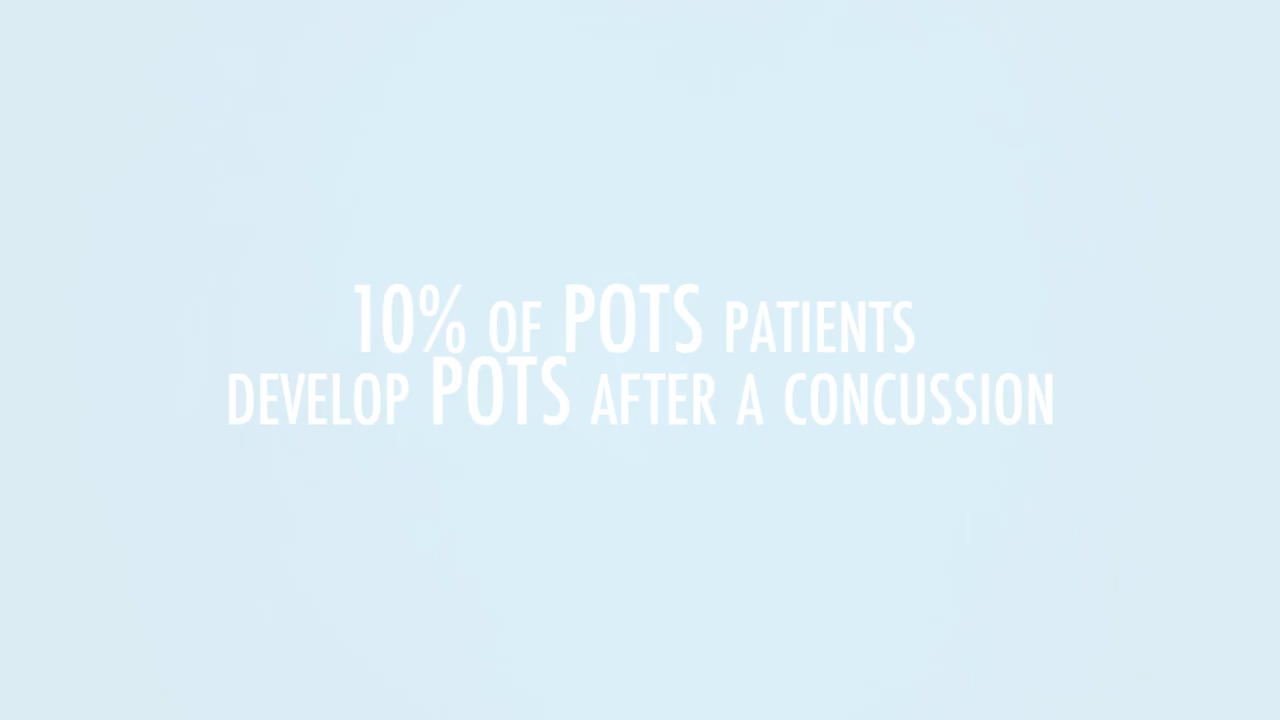 10% OF POTS PATIENTS
DEVELOP POTS AFTER A CONCUSSION